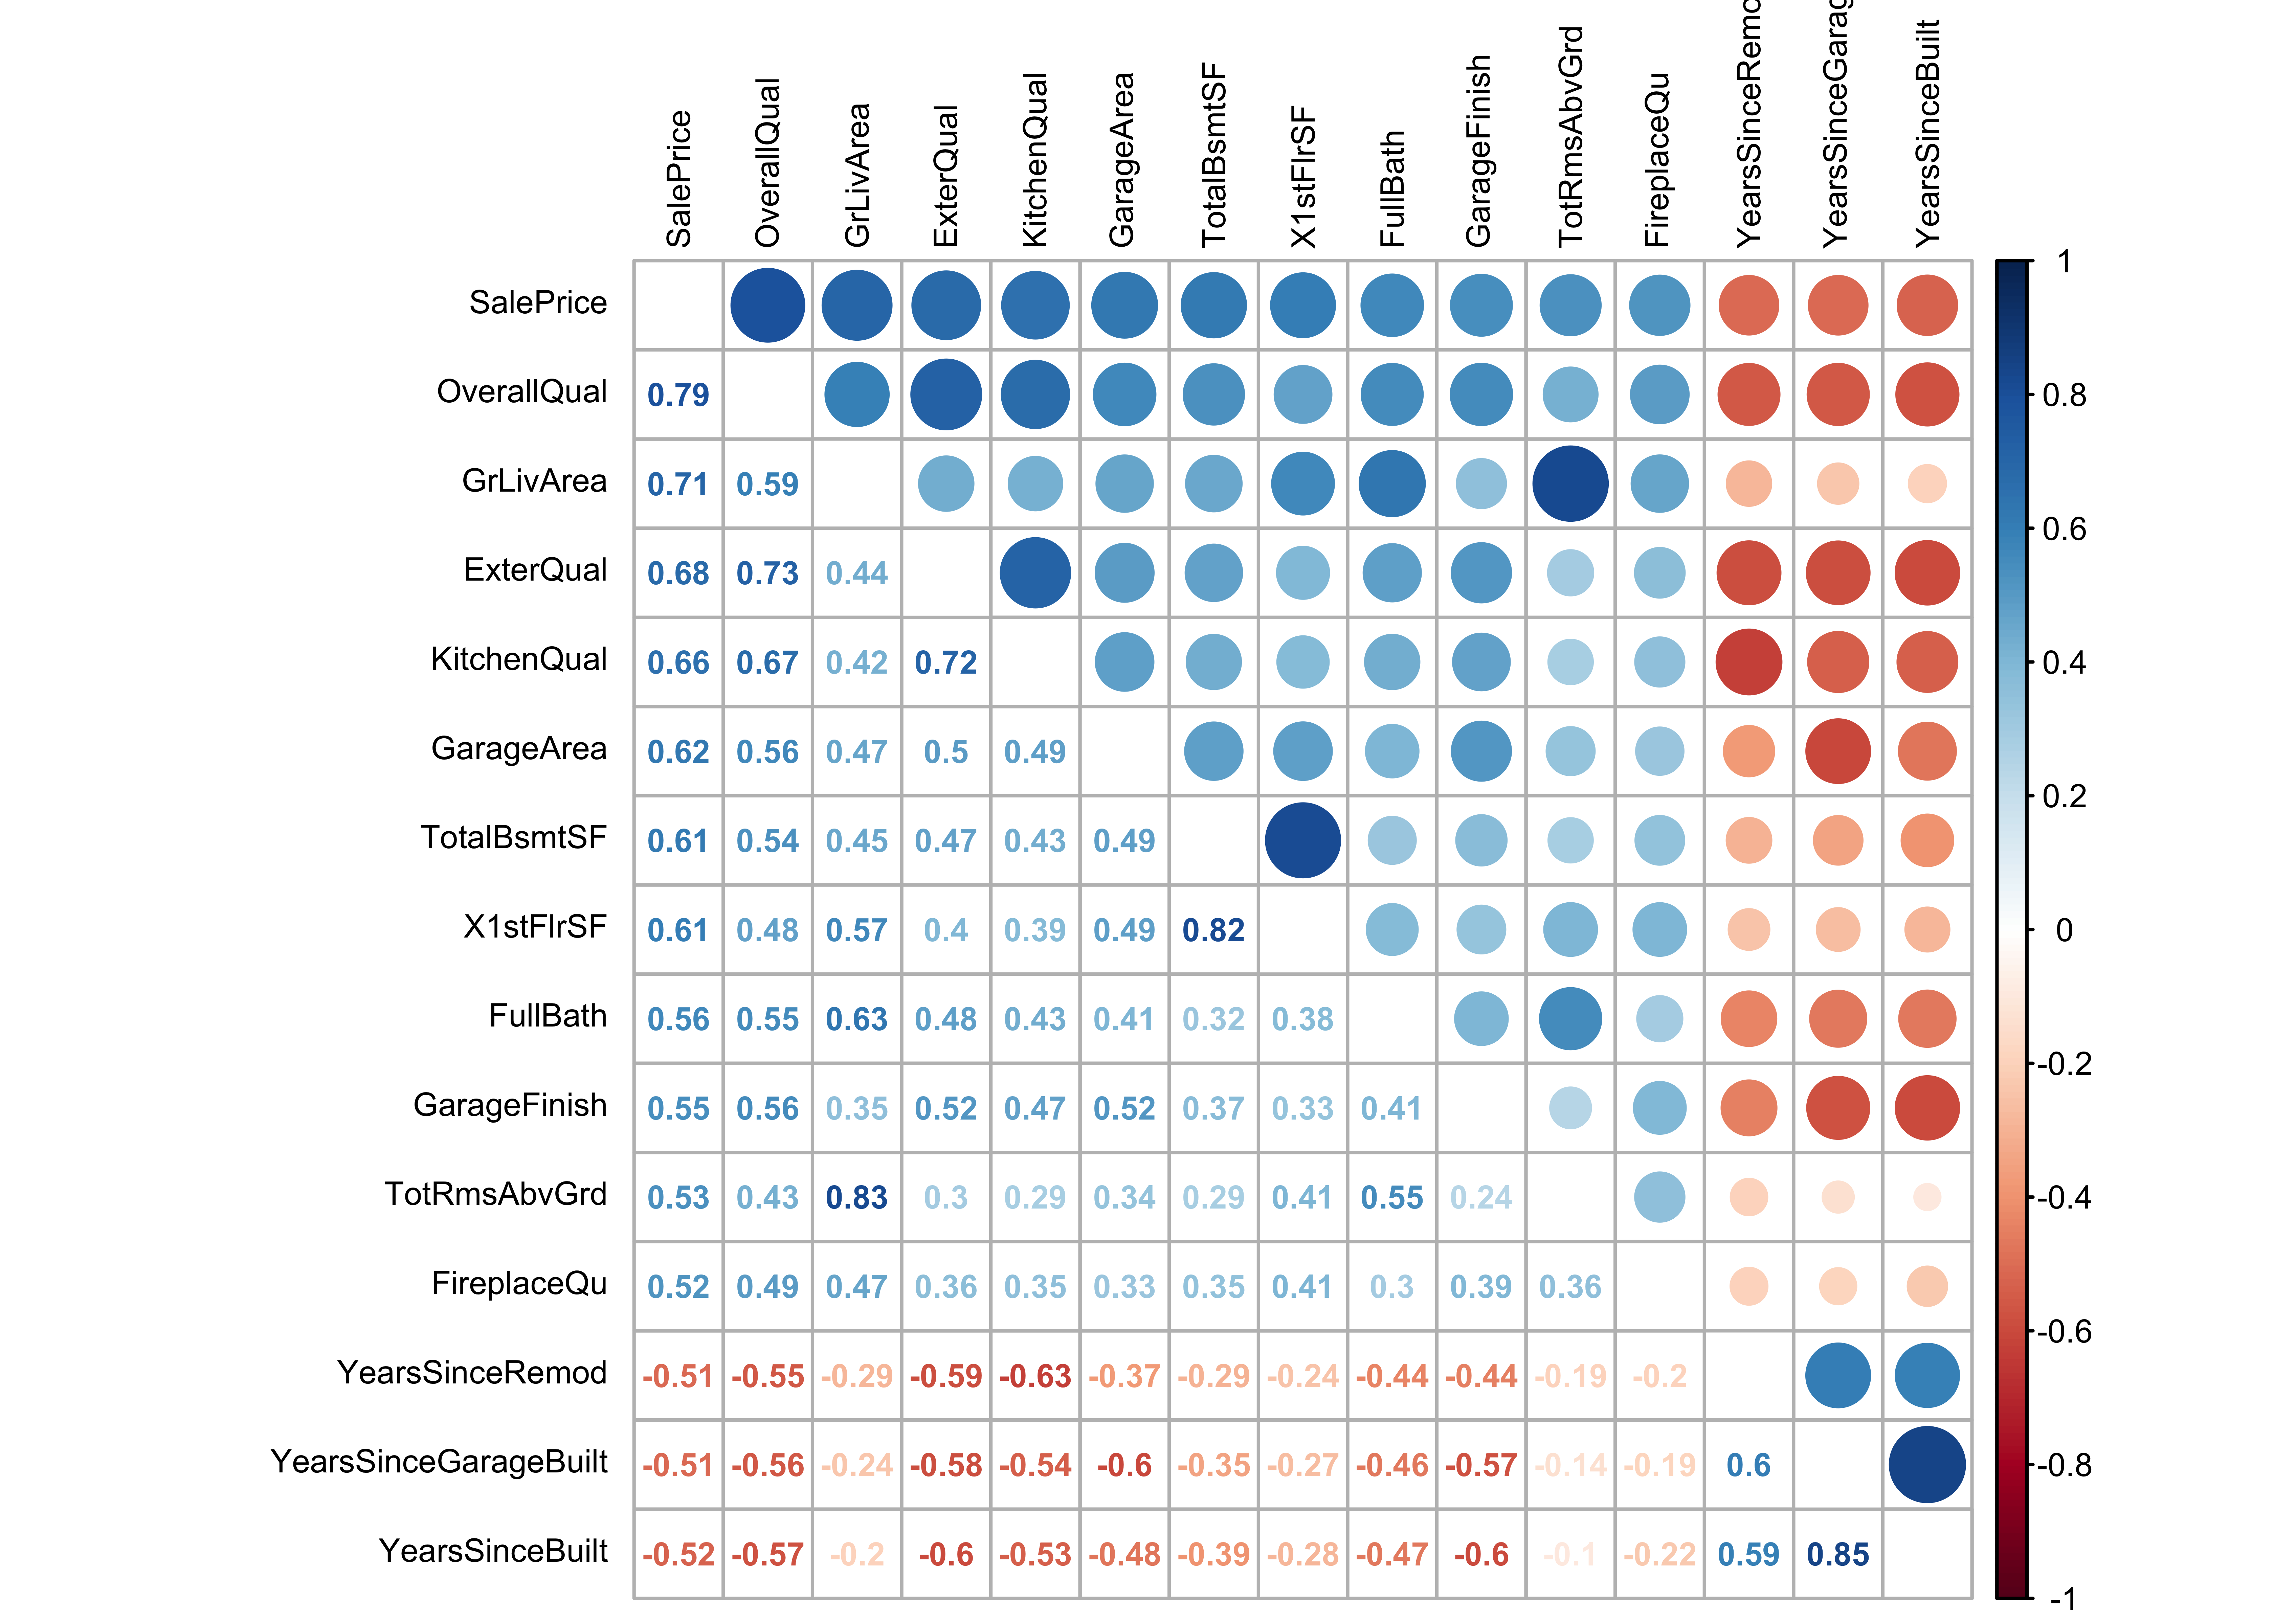 SalePrice
OverallQual
GrLivArea
ExterQual
KitchenQual
GarageArea
TotalBsmtSF
X1stFlrSF
FullBath
GarageFinish
TotRmsAbvGrd
FireplaceQu
YearsSinceRemo
YearsSinceGarag
YearsSinceBuilt
SalePrice
OverallQual 0.79
GrLivArea 0.71 0.59
ExterQual 0.68 0.73 0.44
KitchenQual 0.66 0.67 0.42 0.72
GarageArea 0.62 0.56 0.47 0.5 0.49
TotalBsmtSF 0.61 0.54 0.45 0.47 0.43 0.49
X1stFlrSF 0.61 0.48 0.57 0.4 0.39 0.49 0.82
FullBath 0.56 0.55 0.63 0.48 0.43 0.41 0.32 0.38
GarageFinish 0.55 0.56 0.35 0.52 0.47 0.52 0.37 0.33 0.41
TotRmsAbvGrd 0.53 0.43 0.83 0.3 0.29 0.34 0.29 0.41 0.55 0.24
FireplaceQu 0.52 0.49 0.47 0.36 0.35 0.33 0.35 0.41 0.3 0.39 0.36
YearsSinceRemod -0.51 -0.55 -0.29 -0.59 -0.63 -0.37 -0.29 -0.24 -0.44 -0.44 -0.19 -0.2
YearsSinceGarageBuilt -0.51 -0.56 -0.24 -0.58 -0.54 -0.6 -0.35 -0.27 -0.46 -0.57 -0.14 -0.19 0.6
YearsSinceBuilt -0.52 -0.57 -0.2 -0.6 -0.53 -0.48 -0.39 -0.28 -0.47 -0.6 -0.1 -0.22 0.59 0.85
1
0.8
0.6
0.4
0.2
0
-0.2
-0.4
-0.6
-0.8
-1